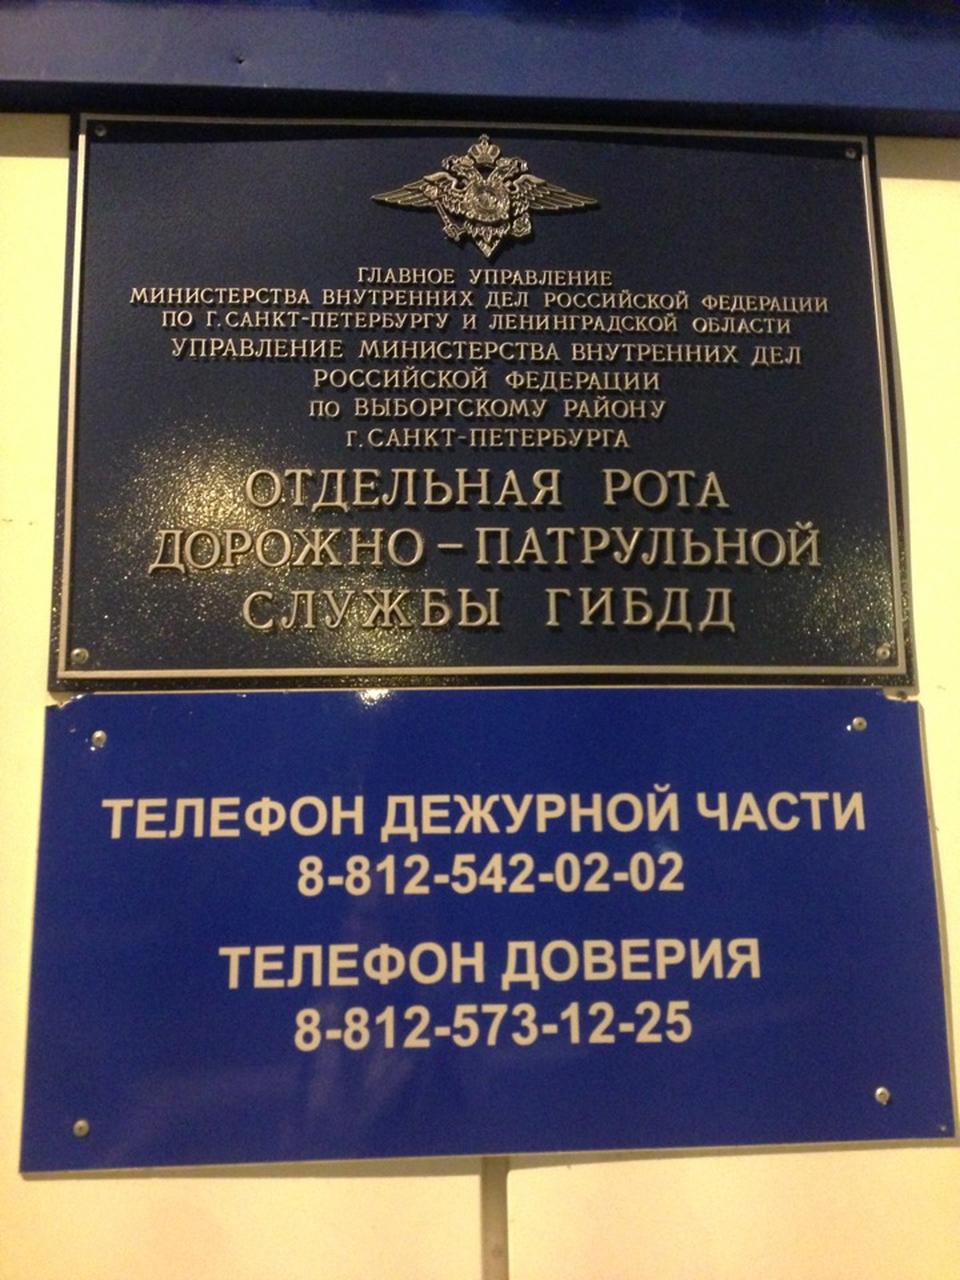 ГЛАВНОЕ УПРАВЛЕНИЕ
МИНИСТЕРСТВА ВНУТРЕННИХ ДЕЛ РОССИЙСКОЙ ФЕДЕРАЦИИ
ПО Г. САНКТ-ПЕТЕРБУРГУ И ЛЕНИНГРАДСКОЙ ОБЛАСТИ
УПРАВЛЕНИЕ МИНИСТЕРСТВА ВНУТРЕННИХ ДЕЛ
РОССИЙСКОЙ ФЕДЕРАЦИИ
ПО ВЫБОРГСКОМУ РАЙОНУ
Г. САНКТ-ПЕТЕРБУРГА
ОТДЕЛЬНАЯ РОТА
ДОРОЖНО – ПАТРУЛЬНОЙ
СЛУЖБЫ ГИБДД
ТЕЛЕФОН ДЕЖУРНОЙ ЧАСТИ
8-812-542-02-02
ТЕЛЕФОН ДОВЕРИЯ
8-812-573-12-25